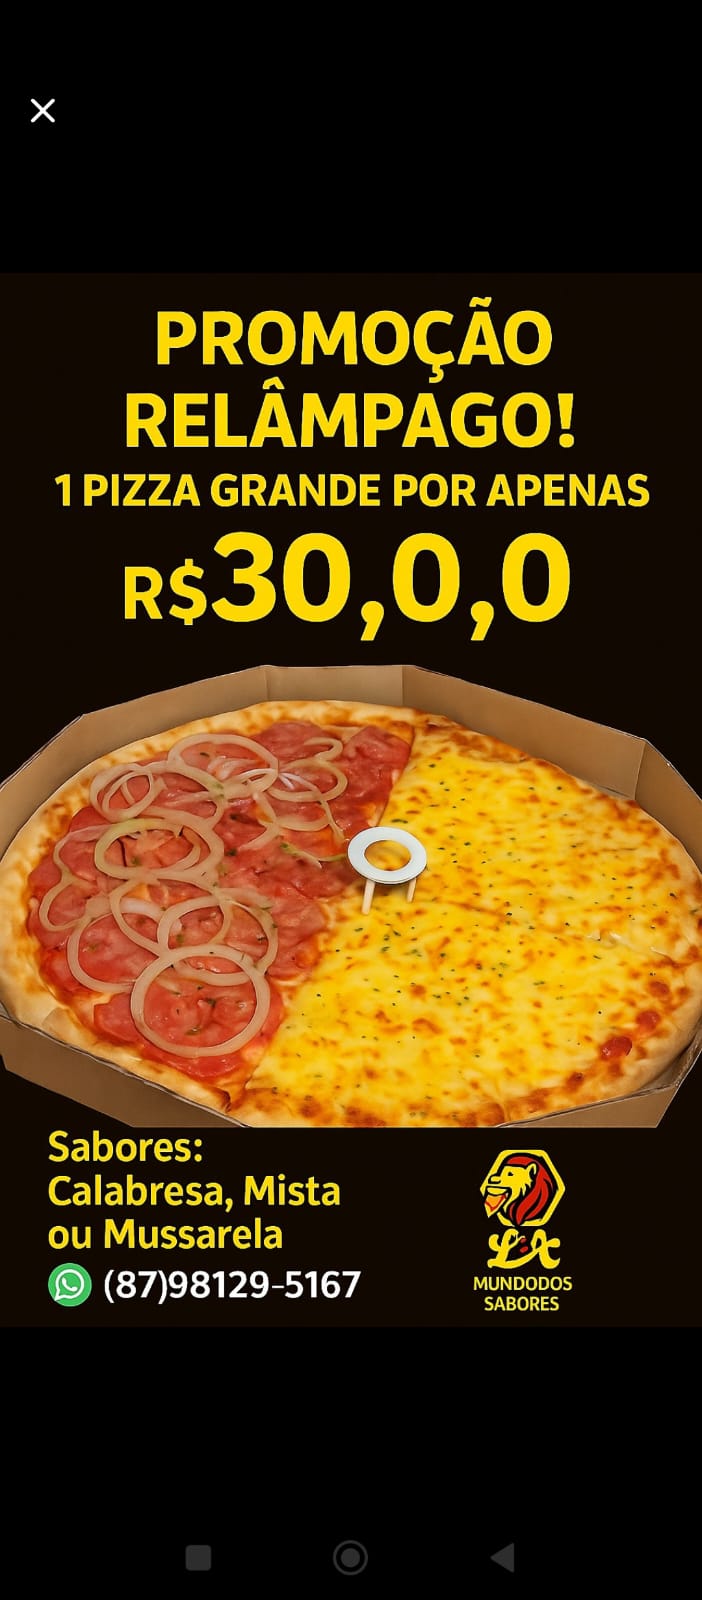 PROMOÇÃO
RELÂMPAGO!
1 PIZZA GRANDE POR APENAS
R$30,0,0
Sabores:
Calabresa, Mista
ou Mussarela
(87)98129-5167
L&A
MUNDODOS
SABORES